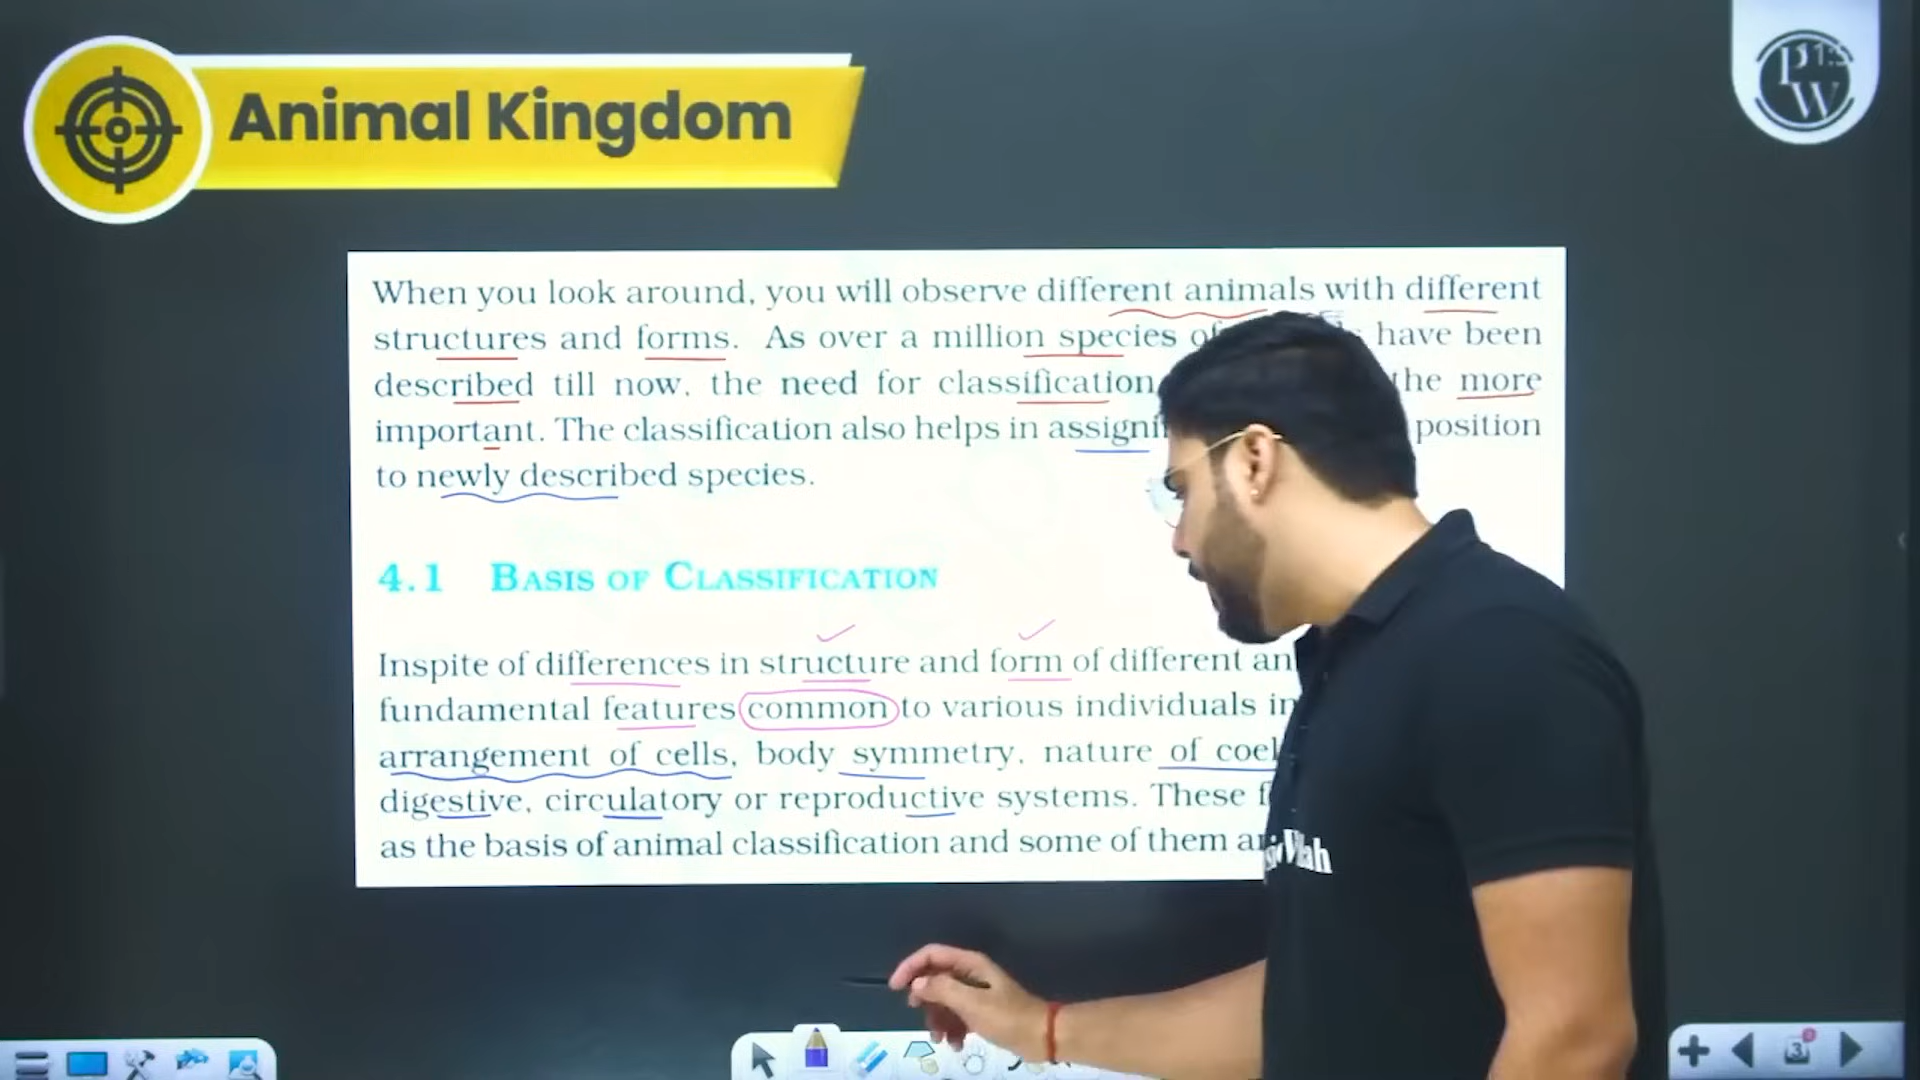 Animal Kingdom
PW
When you look around, you will observe different animals with different
structures and forms. As over a million species of have been
described till now, the need for classification the more
important. The classification also helps in position
to newly described species.
4.1 BASIS OF CLASSIFICATION
Inspite of differences in structure and form of different
fundamental features common to various individuals
arrangement of cells, body symmetry, nature of
digestive, circulatory or reproductive systems. These
as the basis of animal classification and some of them
3